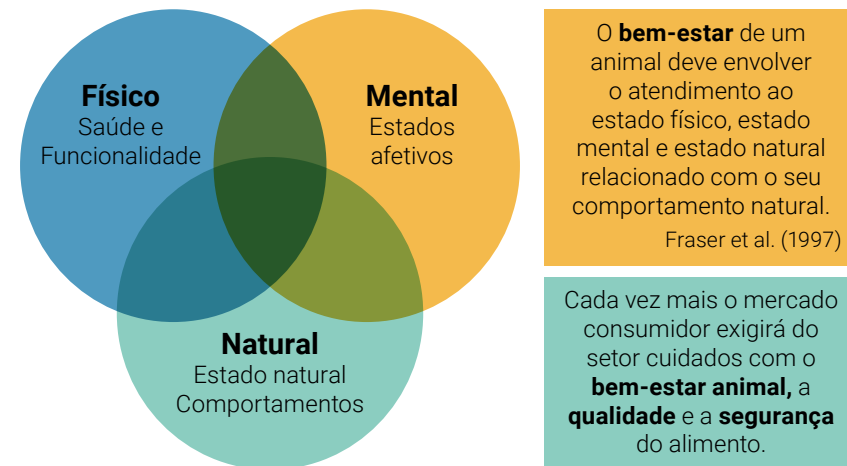 Físico
Saúde e
Funcionalidade
Mental
Estados
afetivos
Natural
Estado natural
Comportamentos
O bem-estar de um
animal deve envolver
o atendimento ao
estado físico, estado
mental e estado natural
relacionado com o seu
comportamento natural.
Fraser et al. (1997)
Cada vez mais o mercado
consumidor exigirá do
setor cuidados com o
bem-estar animal, a
qualidade e a segurança
do alimento.